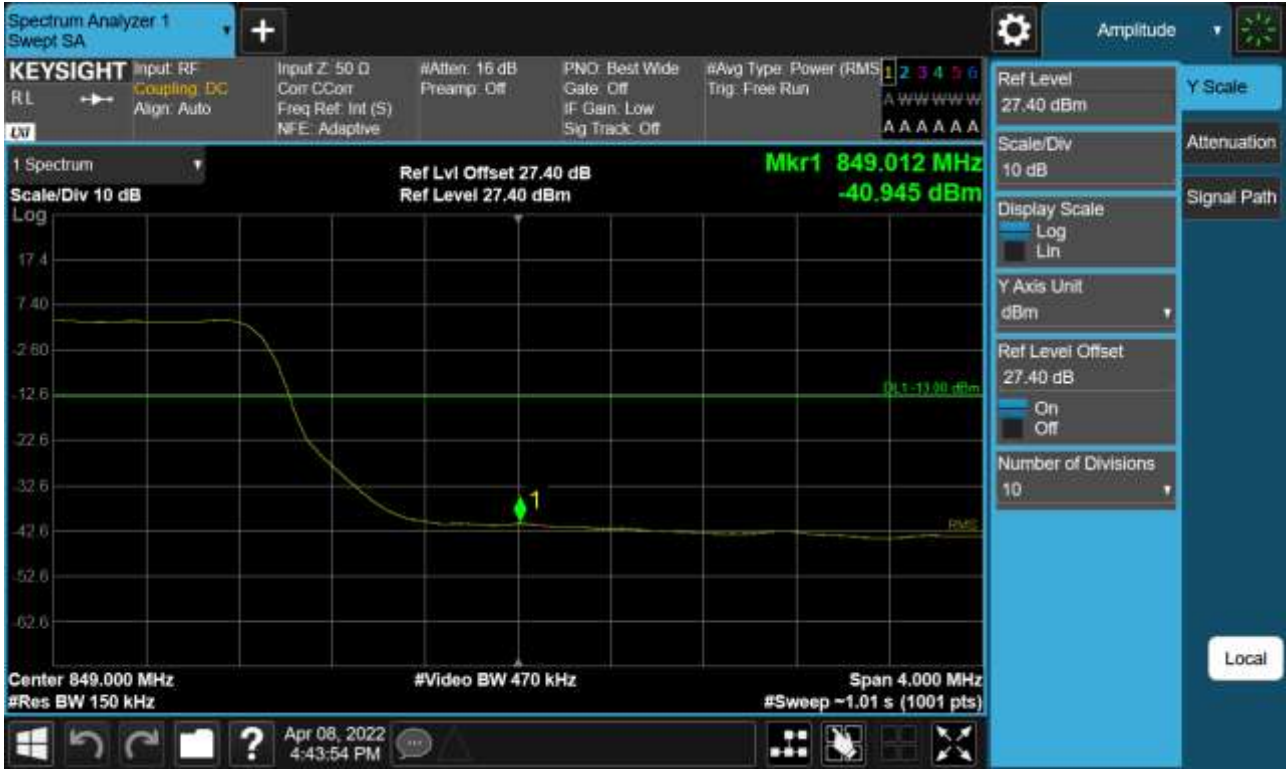 Spectrum Analyzer 1
Swept SA
Amplitude
KEYSIGHT
RL
LXI
Input: RF
Coupling: DC
Align: Auto
Input Z: 50 Ω
Corr CCorr
Freq Ref: Int (S)
NFE: Adaptive
#Atten: 16 dB
Preamp: Off
PNO: Best Wide
Gate: Off
IF Gain: Low
Sig Track: Off
#Avg Type: Power (RMS
Trig: Free Run
1 2 3 4 5 6
A W W W W W
A A A A A A
1 Spectrum
Scale/Div 10 dB
Ref Lvl Offset 27.40 dB
Ref Level 27.40 dBm
Mkr1 849.012 MHz
-40.945 dBm
Log
17.4
7.40
-2.60
-12.6
-22.6
-32.6
-42.6
-52.6
-62.6
DL1 -13.00 dBm
1
RMS
Center 849.000 MHz
#Res BW 150 kHz
#Video BW 470 kHz
Span 4.000 MHz
#Sweep ~1.01 s (1001 pts)
Ref Level
27.40 dBm
Scale/Div
10 dB
Display Scale
Log
Lin
Y Axis Unit
dBm
Ref Level Offset
27.40 dB
On
Off
Number of Divisions
10
Y Scale
Attenuation
Signal Path
Local
?
Apr 08, 2022
4:43:54 PM